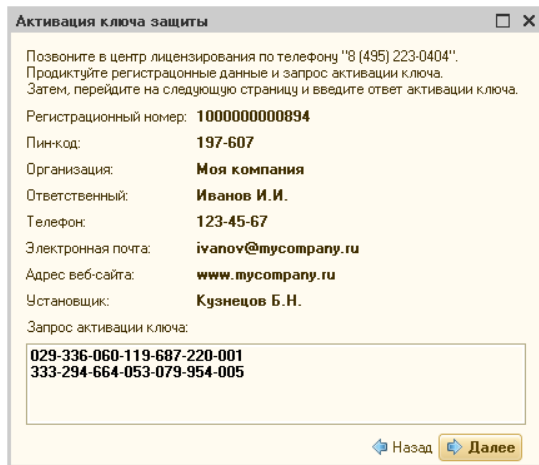 Активация ключа защиты
Позвоните в центр лицензирования по телефону "8 (495) 223-0404".
Продиктуйте регистрационные данные и запрос активации ключа.
Затем, перейдите на следующую страницу и введите ответ активации ключа.
Регистрационный номер: 1000000000894
Пин-код: 197-607
Организация: Моя компания
Ответственный: Иванов И.И.
Телефон: 123-45-67
Электронная почта: ivanov@mycompany.ru
Адрес веб-сайта: www.mycompany.ru
Установщик: Кузнецов Б.Н.
Запрос активации ключа:
029-336-060-119-687-220-001
333-294-664-053-079-954-005
Назад Далее